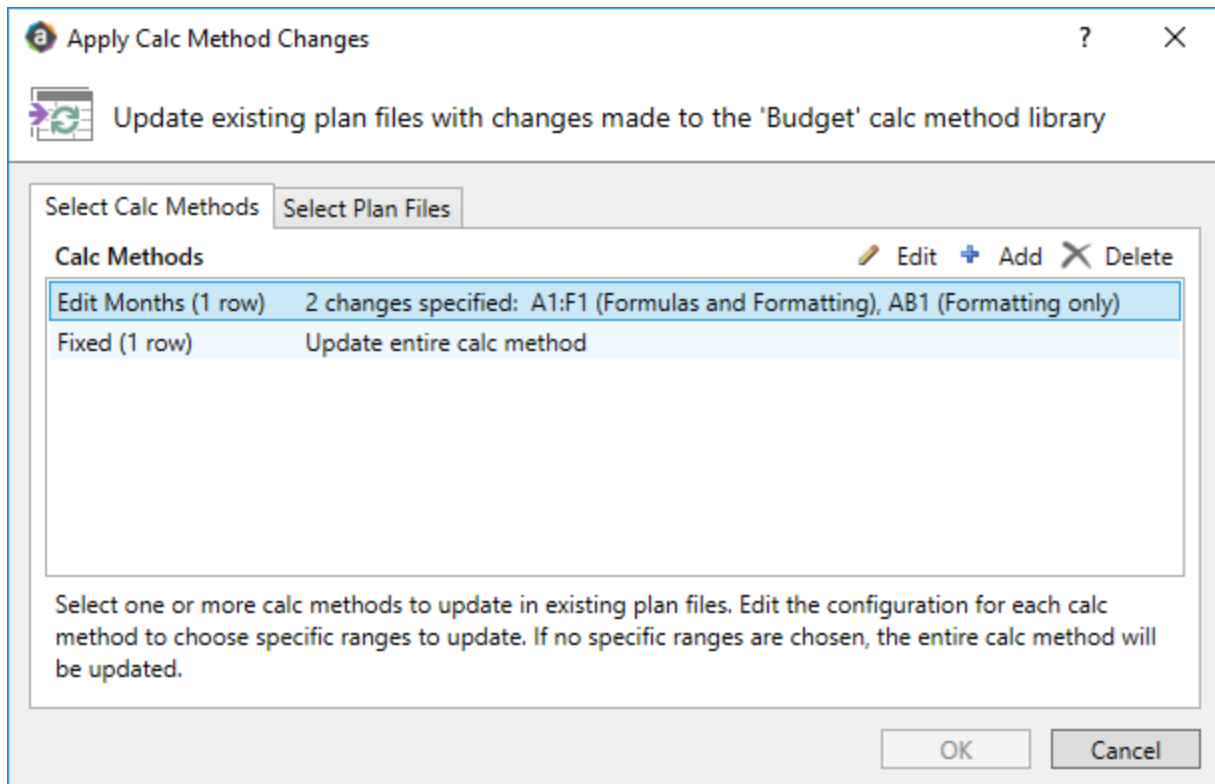 Apply Calc Method Changes
?
Update existing plan files with changes made to the 'Budget' calc method library
Select Calc Methods Select Plan Files
Calc Methods Edit Add Delete
Edit Months (1 row) 2 changes specified: A1:F1 (Formulas and Formatting), AB1 (Formatting only)
Fixed (1 row) Update entire calc method
Select one or more calc methods to update in existing plan files. Edit the configuration for each calc
method to choose specific ranges to update. If no specific ranges are chosen, the entire calc method will
be updated.
OK Cancel